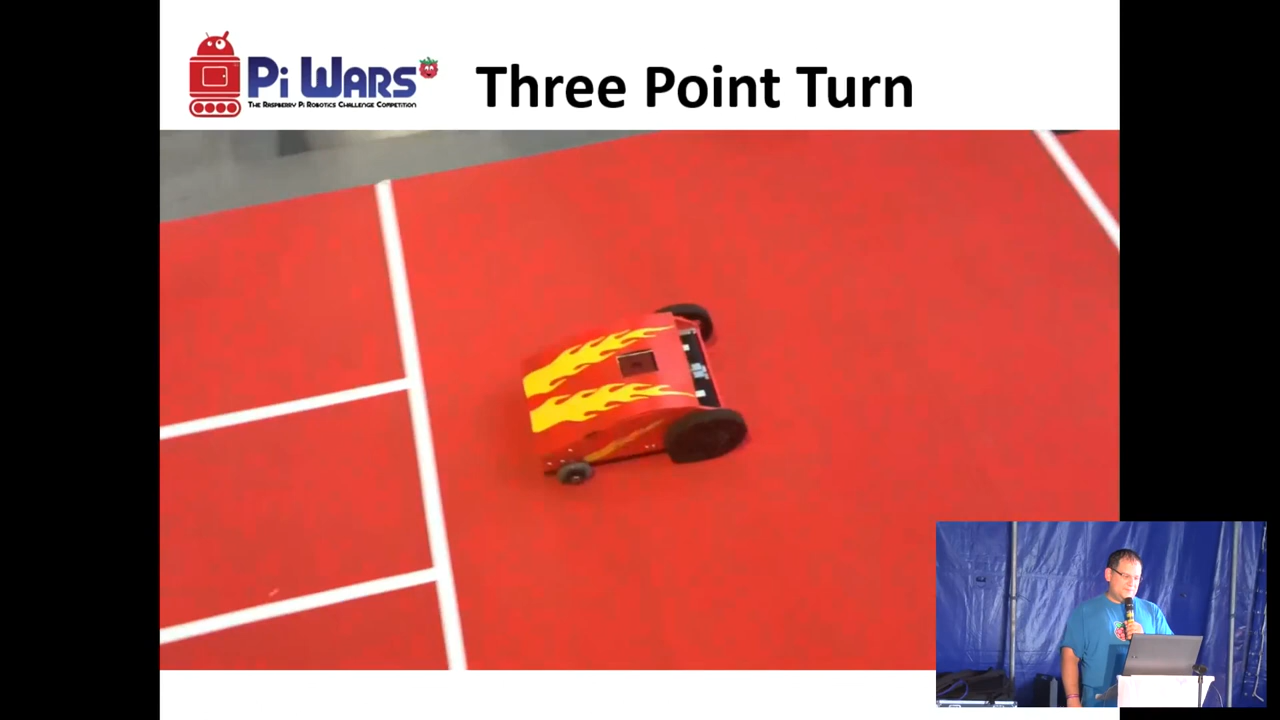 Pi Wars
The Raspberry Pi Robotics Challenge Competition
Three Point Turn